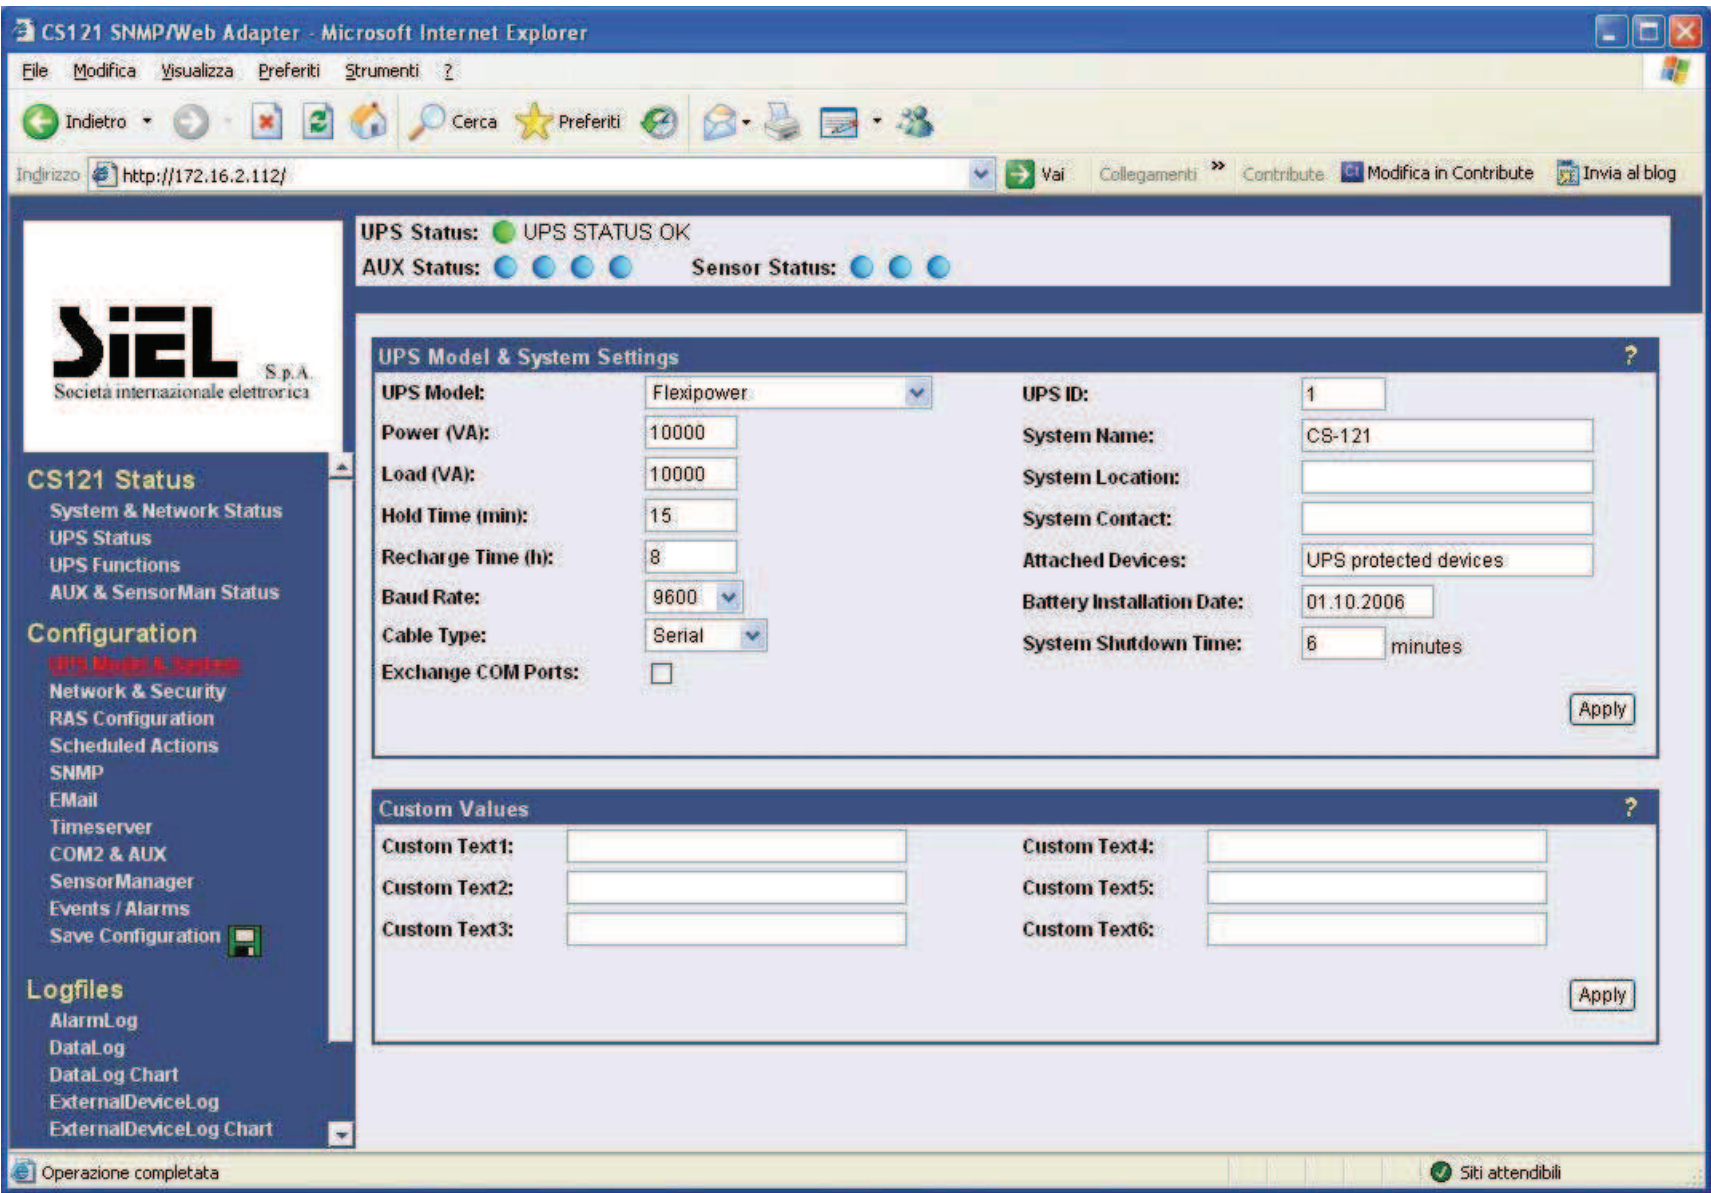 CS121 SNMP/Web Adapter - Microsoft Internet Explorer
File Modifica Visualizza Preferiti Strumenti ?
Indietro Cerca Preferiti
Indirizzo http://172.16.2.112/ Vai Collegamenti » Contribute Modifica in Contribute Invia al blog
UPS Status: UPS STATUS OK
AUX Status: Sensor Status:
SiEL S.p.A.
Società internazionale elettronica
CS121 Status
System & Network Status
UPS Status
UPS Functions
AUX & SensorMan Status
Configuration
UPS Model & System
Network & Security
RAS Configuration
Scheduled Actions
SNMP
EMail
Timeserver
COM2 & AUX
SensorManager
Events / Alarms
Save Configuration
Logfiles
AlarmLog
DataLog
DataLog Chart
ExternalDeviceLog
ExternalDeviceLog Chart
UPS Model & System Settings ?
UPS Model: Flexipower UPS ID: 1
Power (VA): 10000 System Name: CS-121
Load (VA): 10000 System Location:
Hold Time (min): 15 System Contact:
Recharge Time (h): 8 Attached Devices: UPS protected devices
Baud Rate: 9600 Battery Installation Date: 01.10.2006
Cable Type: Serial System Shutdown Time: 6 minutes
Exchange COM Ports:
Apply
Custom Values ?
Custom Text1: Custom Text4:
Custom Text2: Custom Text5:
Custom Text3: Custom Text6:
Apply
Operazione completata Siti attendibili